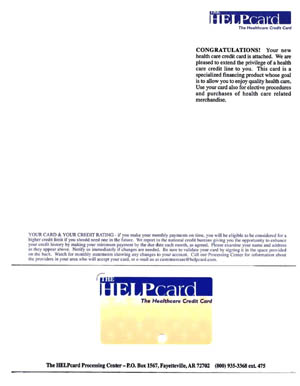 THE HELPcard
The Healthcare Credit Card
CONGRATULATIONS! Your new
health care credit card is attached. We are
pleased to extend the privilege of a health
care credit line to you. This card is a
specialized financing product whose goal
is to allow you to enjoy quality health care.
Use your card also for elective procedures
and purchases of health care related
merchandise.
YOUR CARD & YOUR CREDIT RATING - if you make your monthly payments on time, you will be eligible to be considered for a
higher credit limit if you should need one in the future. We report to the national credit bureaus giving you the opportunity to enhance
your credit history by making your minimum payment by the due date each month, as agreed. Please examine your name and address
as they appear above. Notify us immediately if changes are needed. Be sure to validate your card by signing it in the space provided
on the back. Watch for monthly statements showing any changes to your account. Call our Processing Center for information about
the providers in your area who will accept your card, or e-mail us at
THE HELPcard
The Healthcare Credit Card
The HELPcard Processing Center - P.O. Box 1567, Fayetteville, AR 72702 (800) 935-3368 ext. 475